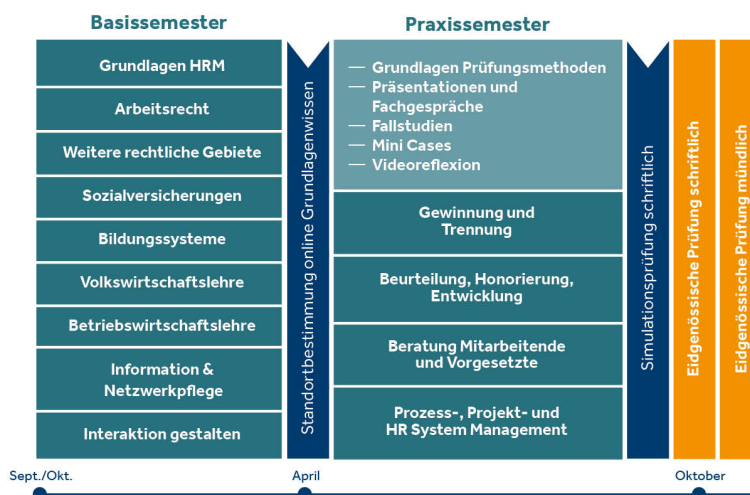 Basissemester
Grundlagen HRM
Arbeitsrecht
Weitere rechtliche Gebiete
Sozialversicherungen
Bildungssysteme
Volkswirtschaftslehre
Betriebswirtschaftslehre
Information &
Netzwerkpflege
Interaktion gestalten
Standortbestimmung online Grundlagenwissen
Praxissemester
— Grundlagen Prüfungsmethoden
— Präsentationen und
Fachgespräche
— Fallstudien
— Mini Cases
— Videoreflexion
Gewinnung und
Trennung
Beurteilung, Honorierung,
Entwicklung
Beratung Mitarbeitende
und Vorgesetzte
Prozess-, Projekt- und
HR System Management
Simulationsprüfung schriftlich
Eidgenössische Prüfung schriftlich
Eidgenössische Prüfung mündlich
Sept./Okt.
April
Oktober